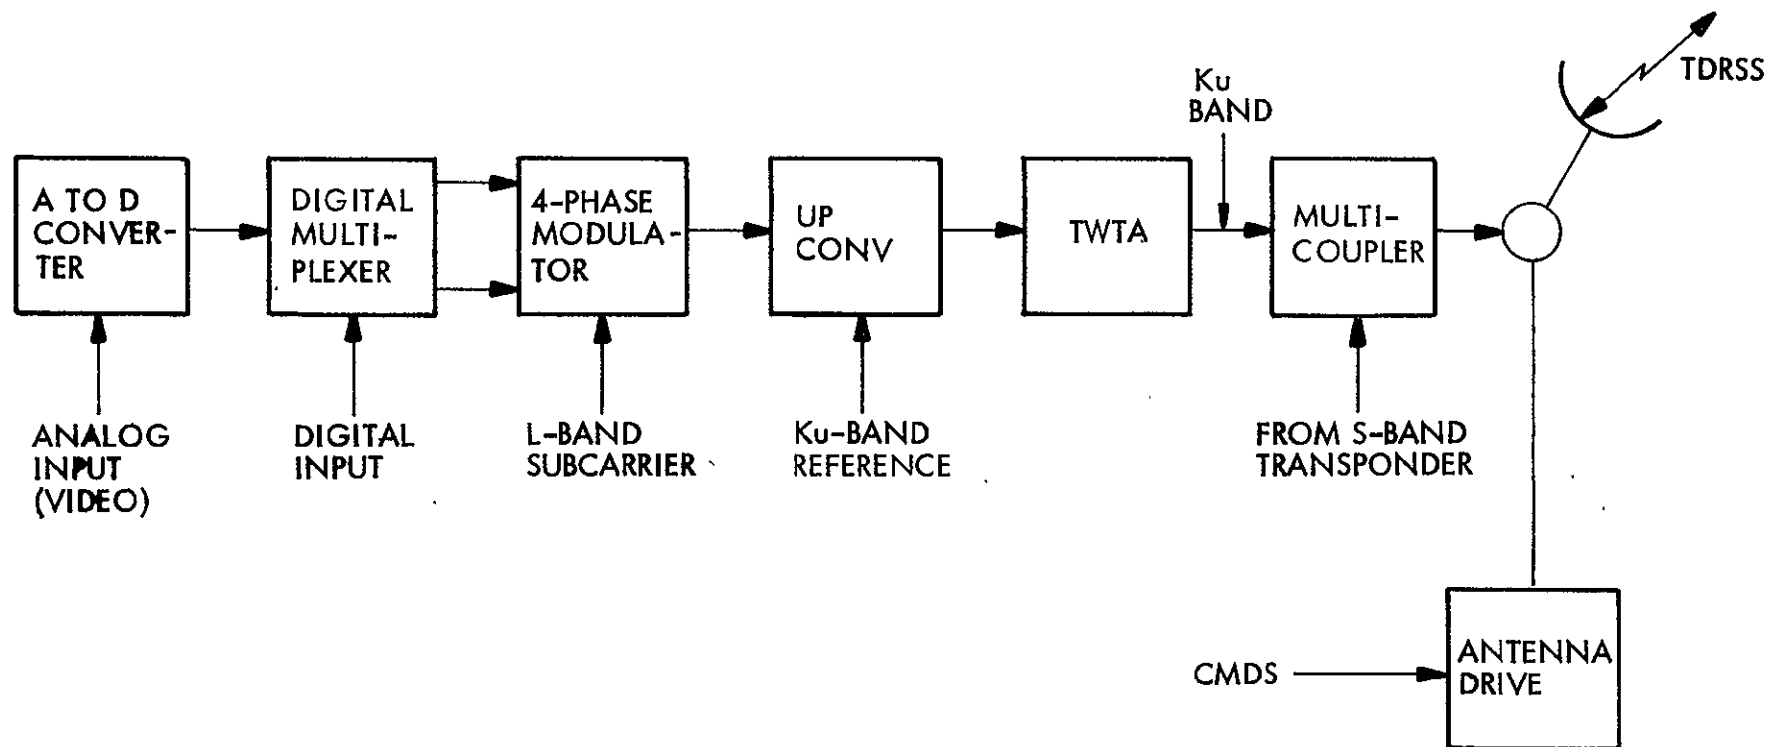 TDRSS
Ku
BAND
A TO D
CONVER-
TER
DIGITAL
MULTI-
PLEXER
4-PHASE
MODULA-
TOR
UP
CONV
TWTA
MULTI-
COUPLER
ANALOG
INPUT
(VIDEO)
DIGITAL
INPUT
L-BAND
SUBCARRIER
Ku-BAND
REFERENCE
FROM S-BAND
TRANSPONDER
CMDS
ANTENNA
DRIVE